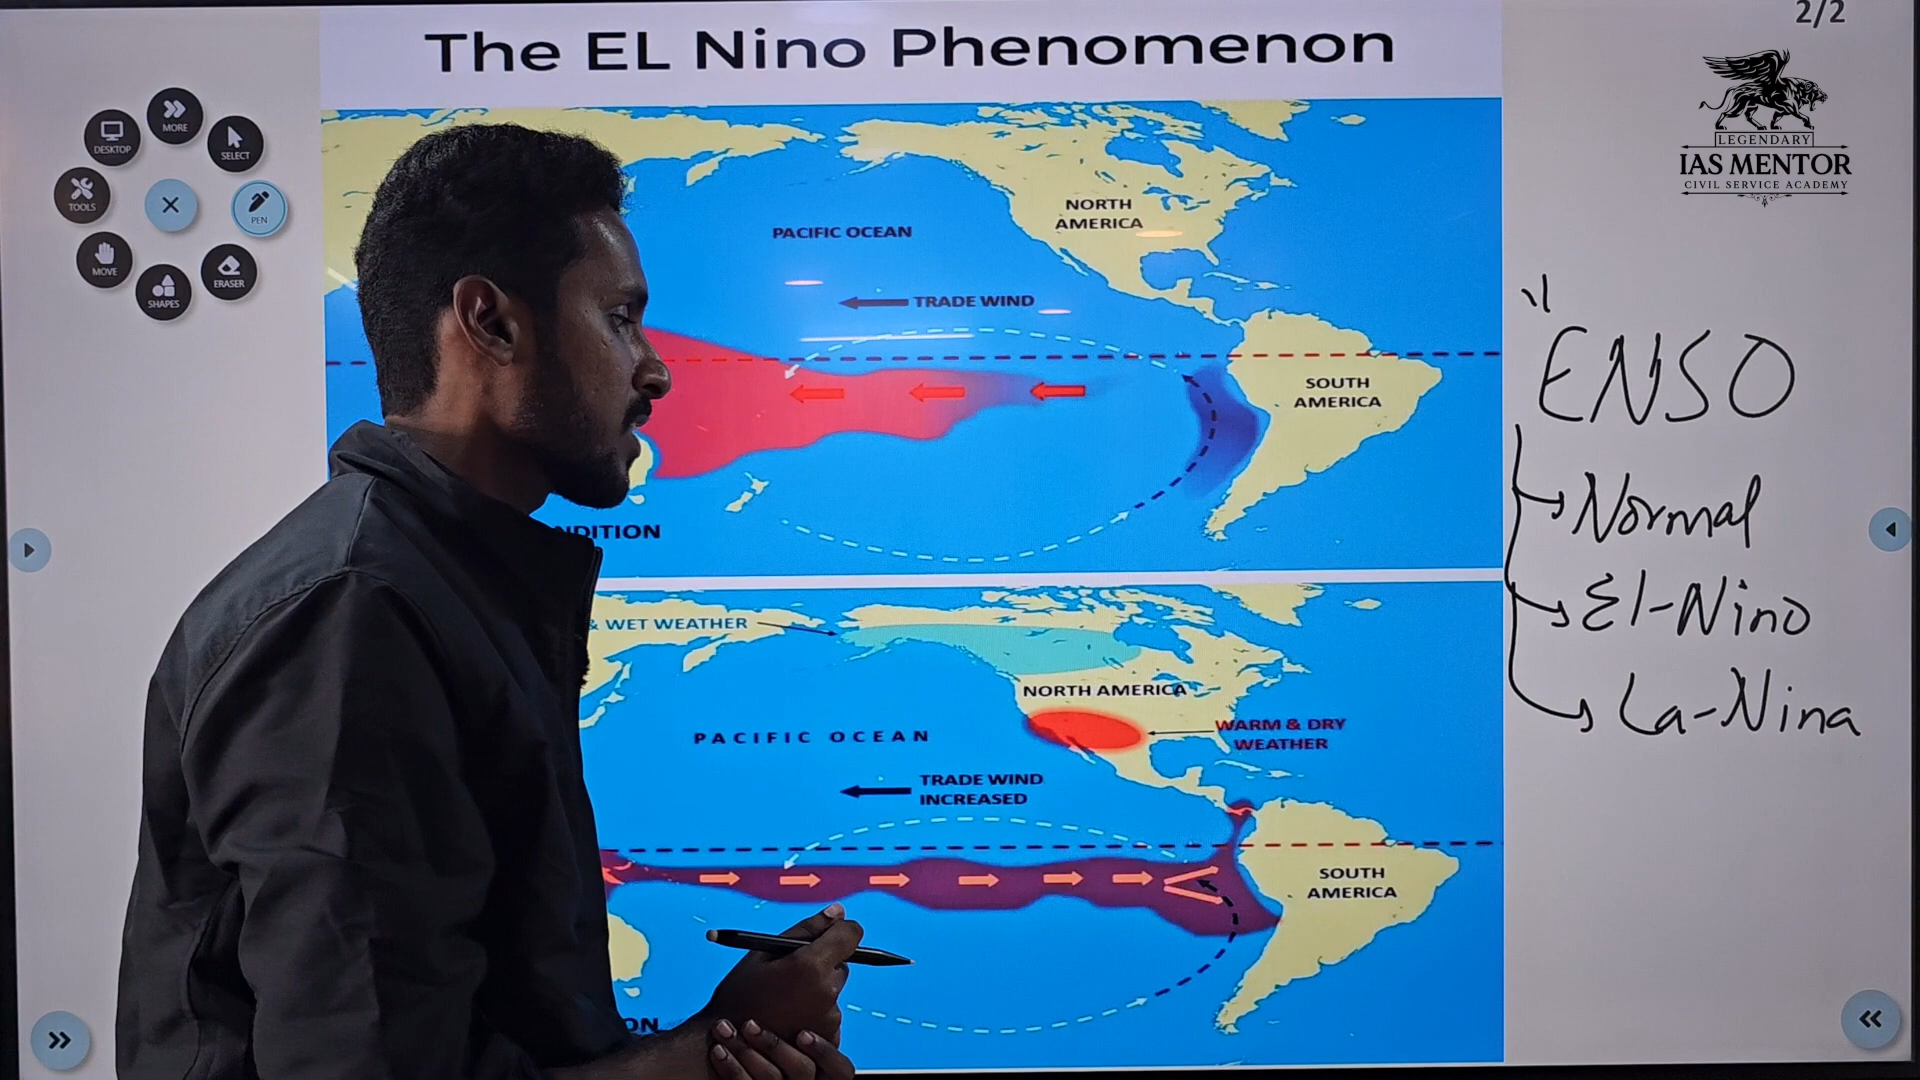 2/2
The EL Nino Phenomenon
LEGENDARY
IAS MENTOR
CIVIL SERVICE ACADEMY
MORE
DESKTOP
SELECT
TOOLS
PEN
MOVE
ERASER
SHAPES
NORTH
AMERICA
PACIFIC OCEAN
TRADE WIND
SOUTH
AMERICA
NDITION
ENSO
Normal
El-Nino
La-Nina
& WET WEATHER
NORTH AMERICA
WARM & DRY
WEATHER
PACIFIC OCEAN
TRADE WIND
INCREASED
SOUTH
AMERICA
ON